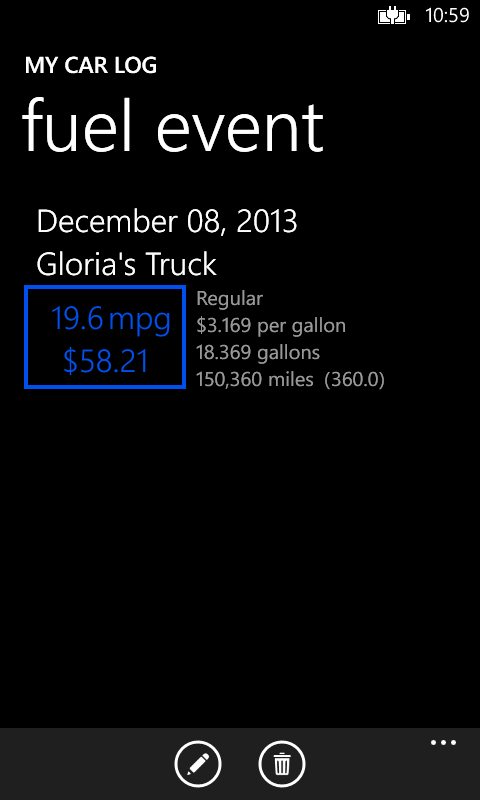 10:59
MY CAR LOG
fuel event
December 08, 2013
Gloria's Truck
19.6 mpg
$58.21
Regular
$3.169 per gallon
18.369 gallons
150,360 miles (360.0)